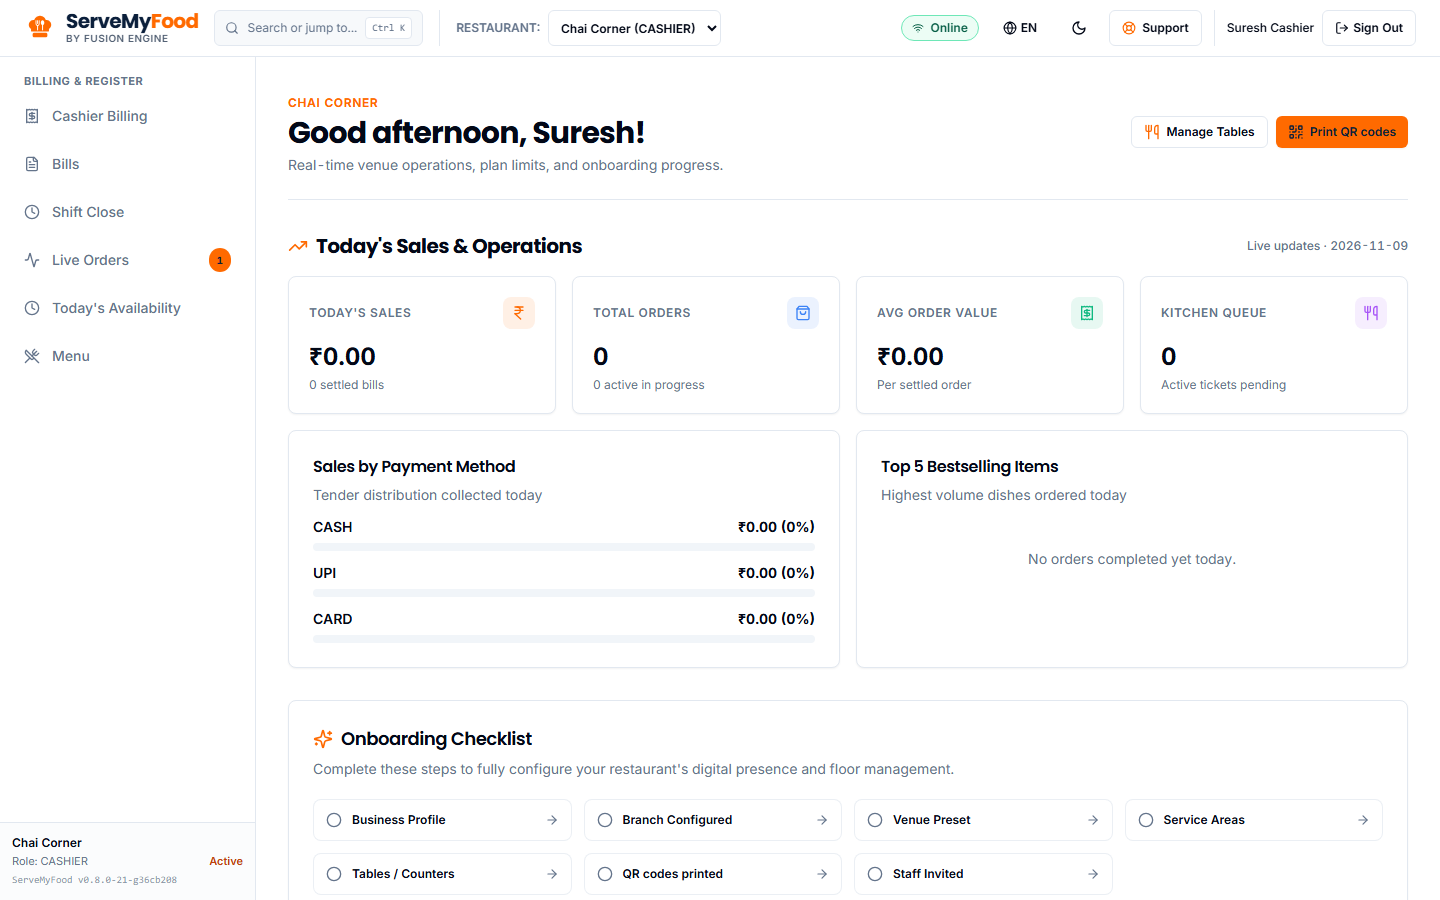 ServeMyFood
BY FUSION ENGINE
Search or jump to...
Ctrl K
RESTAURANT:
Chai Corner (CASHIER)
Online
EN
Support
Suresh Cashier
Sign Out
BILLING & REGISTER
Cashier Billing
Bills
Shift Close
Live Orders
1
Today's Availability
Menu
Chai Corner
Role: CASHIER
Active
ServeMyFood v0.8.0-21-g36cb208
CHAI CORNER
Good afternoon, Suresh!
Real-time venue operations, plan limits, and onboarding progress.
Manage Tables
Print QR codes
Today's Sales & Operations
Live updates · 2026-11-09
TODAY'S SALES
₹0.00
0 settled bills
TOTAL ORDERS
0
0 active in progress
AVG ORDER VALUE
₹0.00
Per settled order
KITCHEN QUEUE
0
Active tickets pending
Sales by Payment Method
Tender distribution collected today
CASH ₹0.00 (0%)
UPI ₹0.00 (0%)
CARD ₹0.00 (0%)
Top 5 Bestselling Items
Highest volume dishes ordered today
No orders completed yet today.
Onboarding Checklist
Complete these steps to fully configure your restaurant's digital presence and floor management.
Business Profile
Branch Configured
Venue Preset
Service Areas
Tables / Counters
QR codes printed
Staff Invited